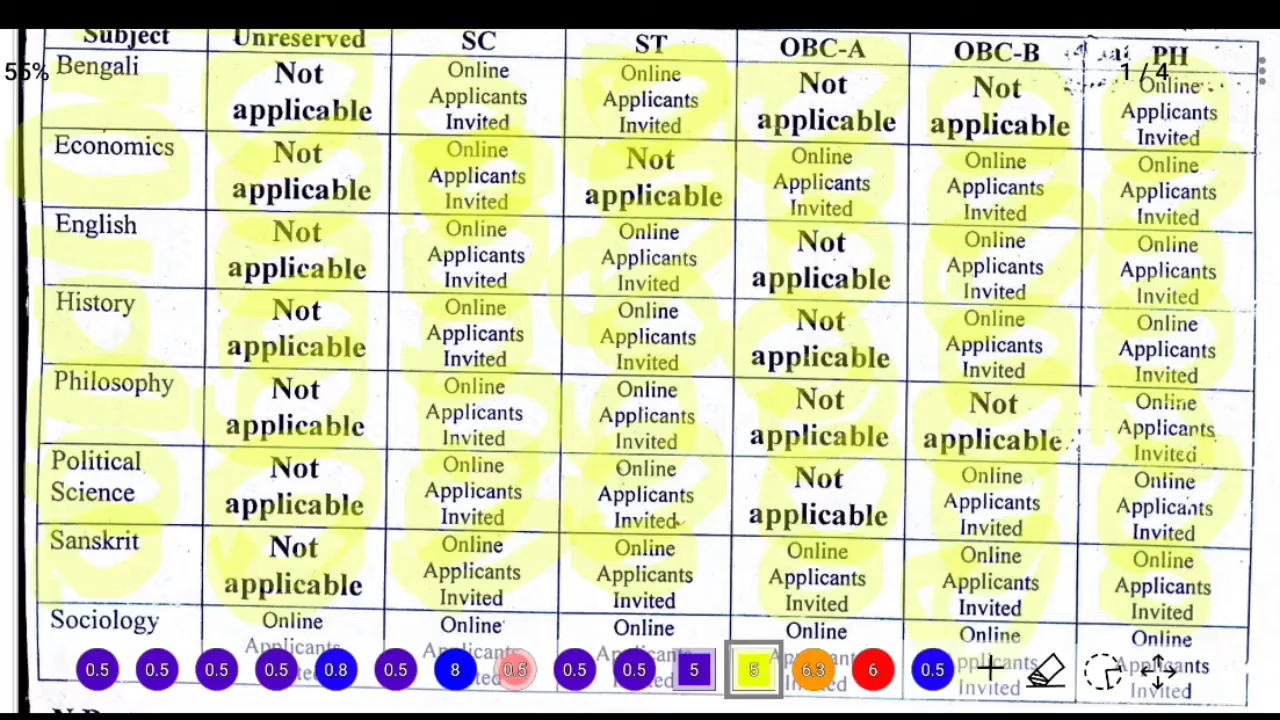 Subject Unreserved SC ST OBC-A OBC-B PH
55% 1 / 4
Bengali Not applicable Online Applicants Invited Online Applicants Invited Not applicable Not applicable Online Applicants Invited
Economics Not applicable Online Applicants Invited Not applicable Online Applicants Invited Online Applicants Invited Online Applicants Invited
English Not applicable Online Applicants Invited Online Applicants Invited Not applicable Online Applicants Invited Online Applicants Invited
History Not applicable Online Applicants Invited Online Applicants Invited Not applicable Online Applicants Invited Online Applicants Invited
Philosophy Not applicable Online Applicants Invited Online Applicants Invited Not applicable Not applicable Online Applicants Invited
Political Science Not applicable Online Applicants Invited Online Applicants Invited Not applicable Online Applicants Invited Online Applicants Invited
Sanskrit Not applicable Online Applicants Invited Online Applicants Invited Online Applicants Invited Online Applicants Invited Online Applicants Invited
Sociology Online Applicants Online Applicants Online Online Online Applicants Invited Online Applicants Invited
0.5 0.5 0.5 0.5 0.8 0.5 8 0.5 0.5 0.5 5 5 6.3 6 0.5